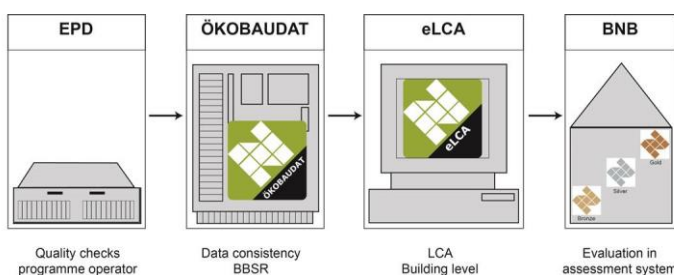 EPD
ÖKOBAUDAT
eLCA
BNB
ÖKOBAUDAT
eLCA
Gold
Silver
Bronze
Quality checks
programme operator
Data consistency
BBSR
LCA
Building level
Evaluation in
assessment system